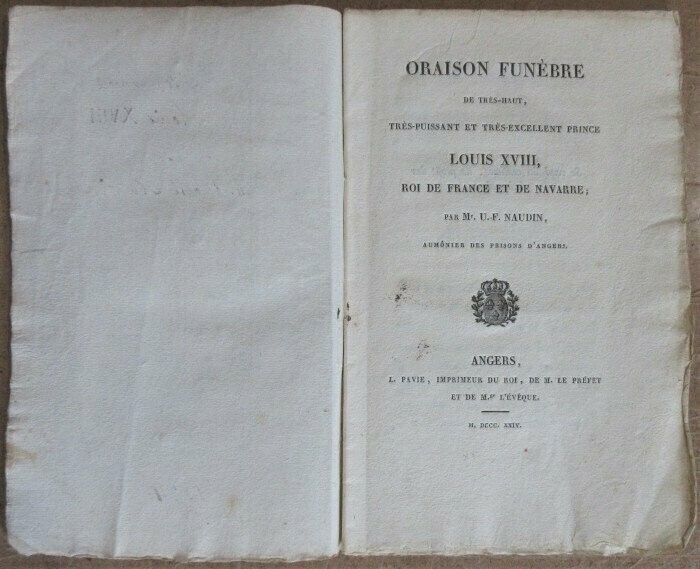 XVIII
ORAISON FUNÈBRE
DE TRÈS-HAUT,
TRÈS-PUISSANT ET TRÈS-EXCELLENT PRINCE
LOUIS XVIII,
ROI DE FRANCE ET DE NAVARRE;
PAR Mr. U.-F. NAUDIN,
AUMÔNIER DES PRISONS D'ANGERS.
ANGERS,
L. PAVIE, IMPRIMEUR DU ROI, DE M. LE PRÉFET
ET DE M.gr L'ÉVÊQUE.
M. DCCC. XXIV.